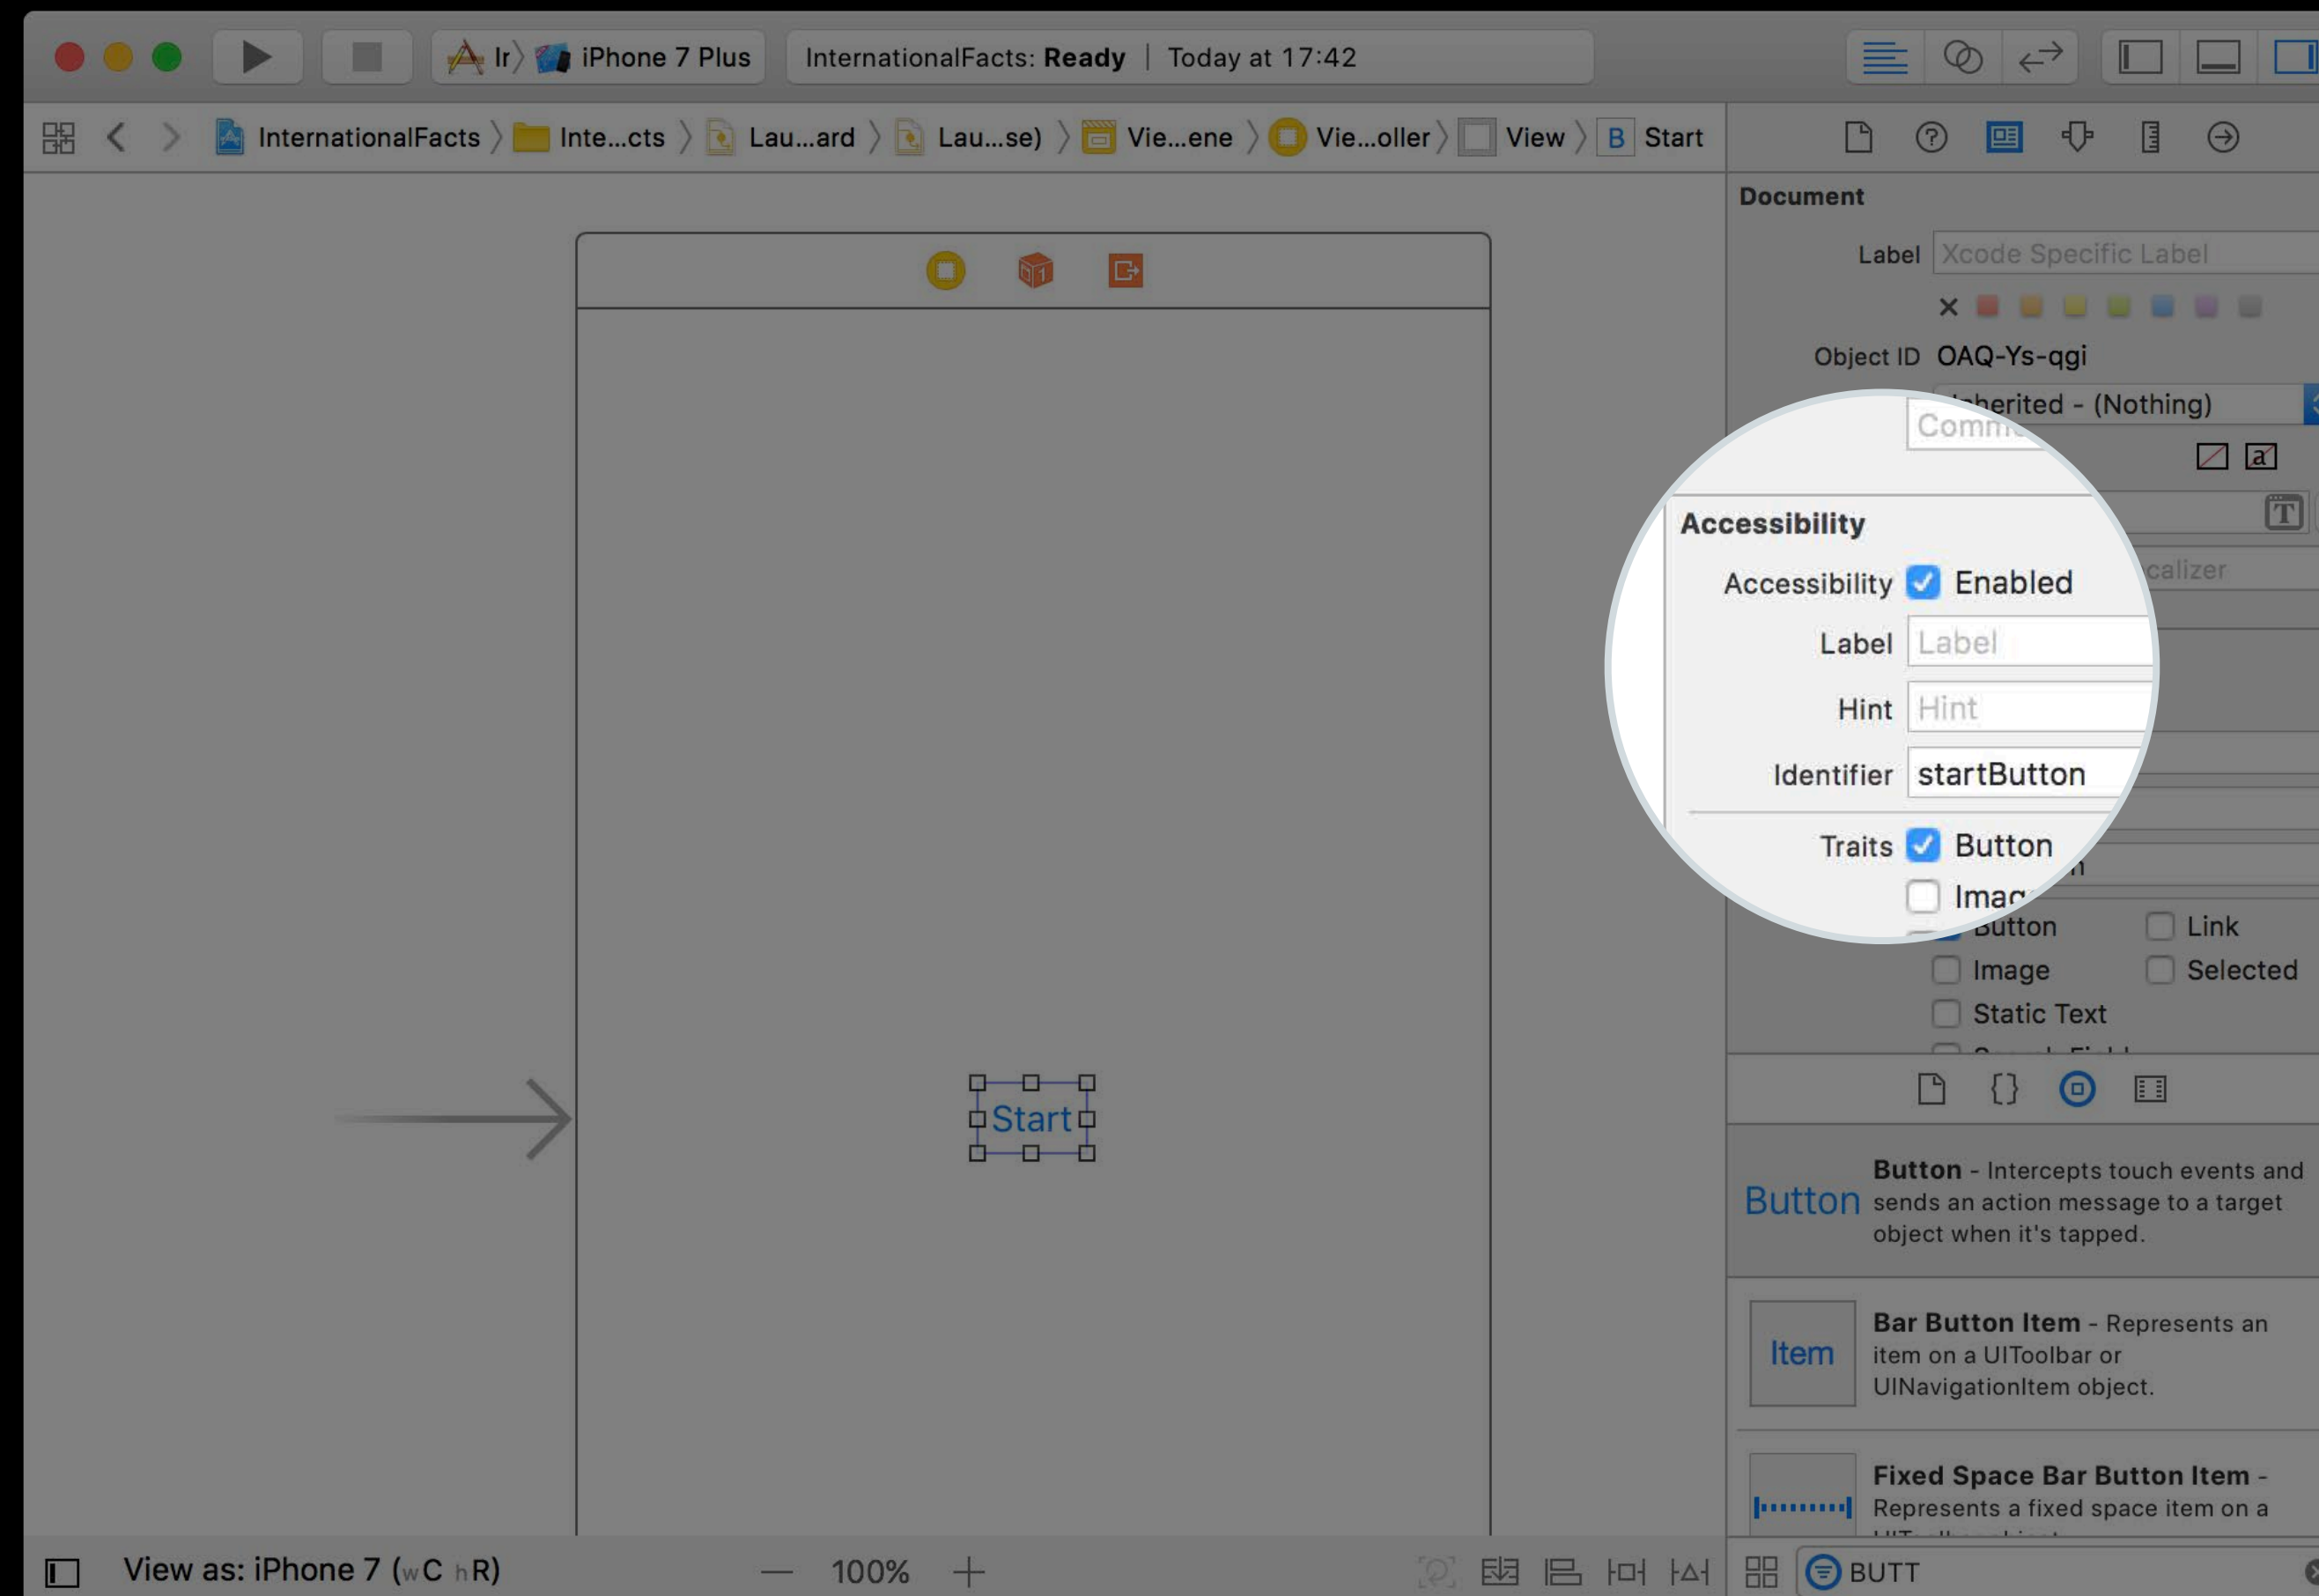 Ir
iPhone 7 Plus
InternationalFacts: Ready | Today at 17:42
InternationalFacts
Inte...cts
Lau...ard
Lau...se)
Vie...ene
Vie...oller
View
B Start
Document
Label Xcode Specific Label
Object ID OAQ-Ys-qgi
Inherited - (Nothing)
Accessibility
Accessibility Enabled
Label Label
Hint Hint
Identifier startButton
Traits Button
Button Link
Image Selected
Static Text
Start
Button
Button - Intercepts touch events and
sends an action message to a target
object when it's tapped.
Item
Bar Button Item - Represents an
item on a UIToolbar or
UINavigationItem object.
Fixed Space Bar Button Item -
Represents a fixed space item on a
View as: iPhone 7 (wC hR)
— 100% +
BUTT